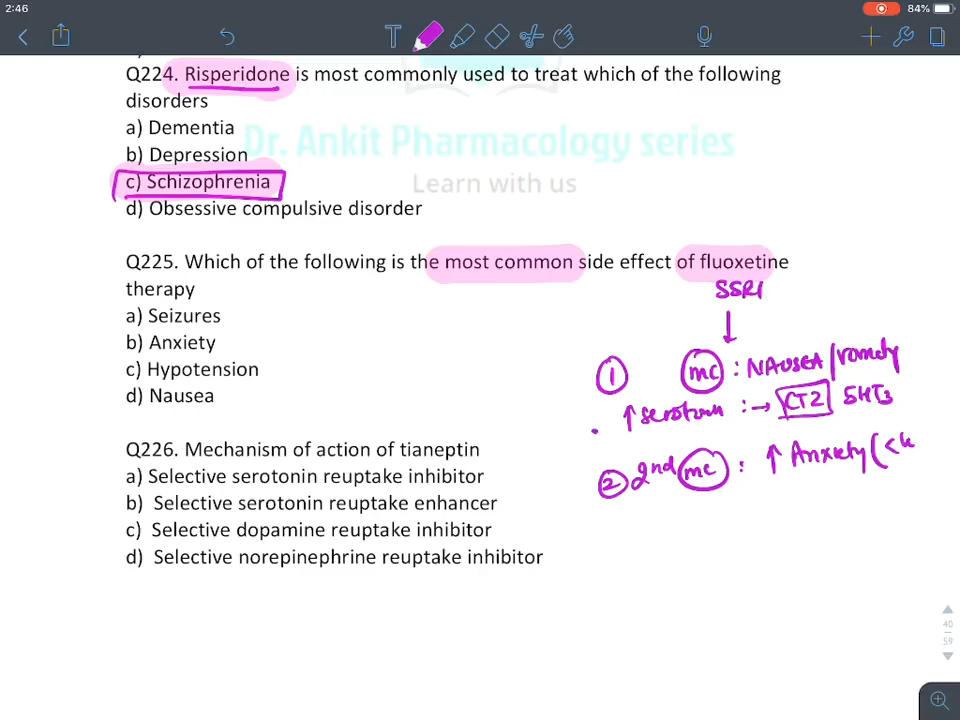 2:46
84%
T
Q224. Risperidone is most commonly used to treat which of the following
disorders
a) Dementia
Dr. Ankit Pharmacology series
b) Depression
Learn with us
c) Schizophrenia
d) Obsessive compulsive disorder
Q225. Which of the following is the most common side effect of fluoxetine
therapy
SSRI
a) Seizures
b) Anxiety
1 mc : NAUSEA/
c) Hypotension
↑ :→ CTZ 5HT3
d) Nausea
2 2nd mc : ↑ Anxiety (<
Q226. Mechanism of action of tianeptin
a) Selective serotonin reuptake inhibitor
b) Selective serotonin reuptake enhancer
c) Selective dopamine reuptake inhibitor
d) Selective norepinephrine reuptake inhibitor
40
59